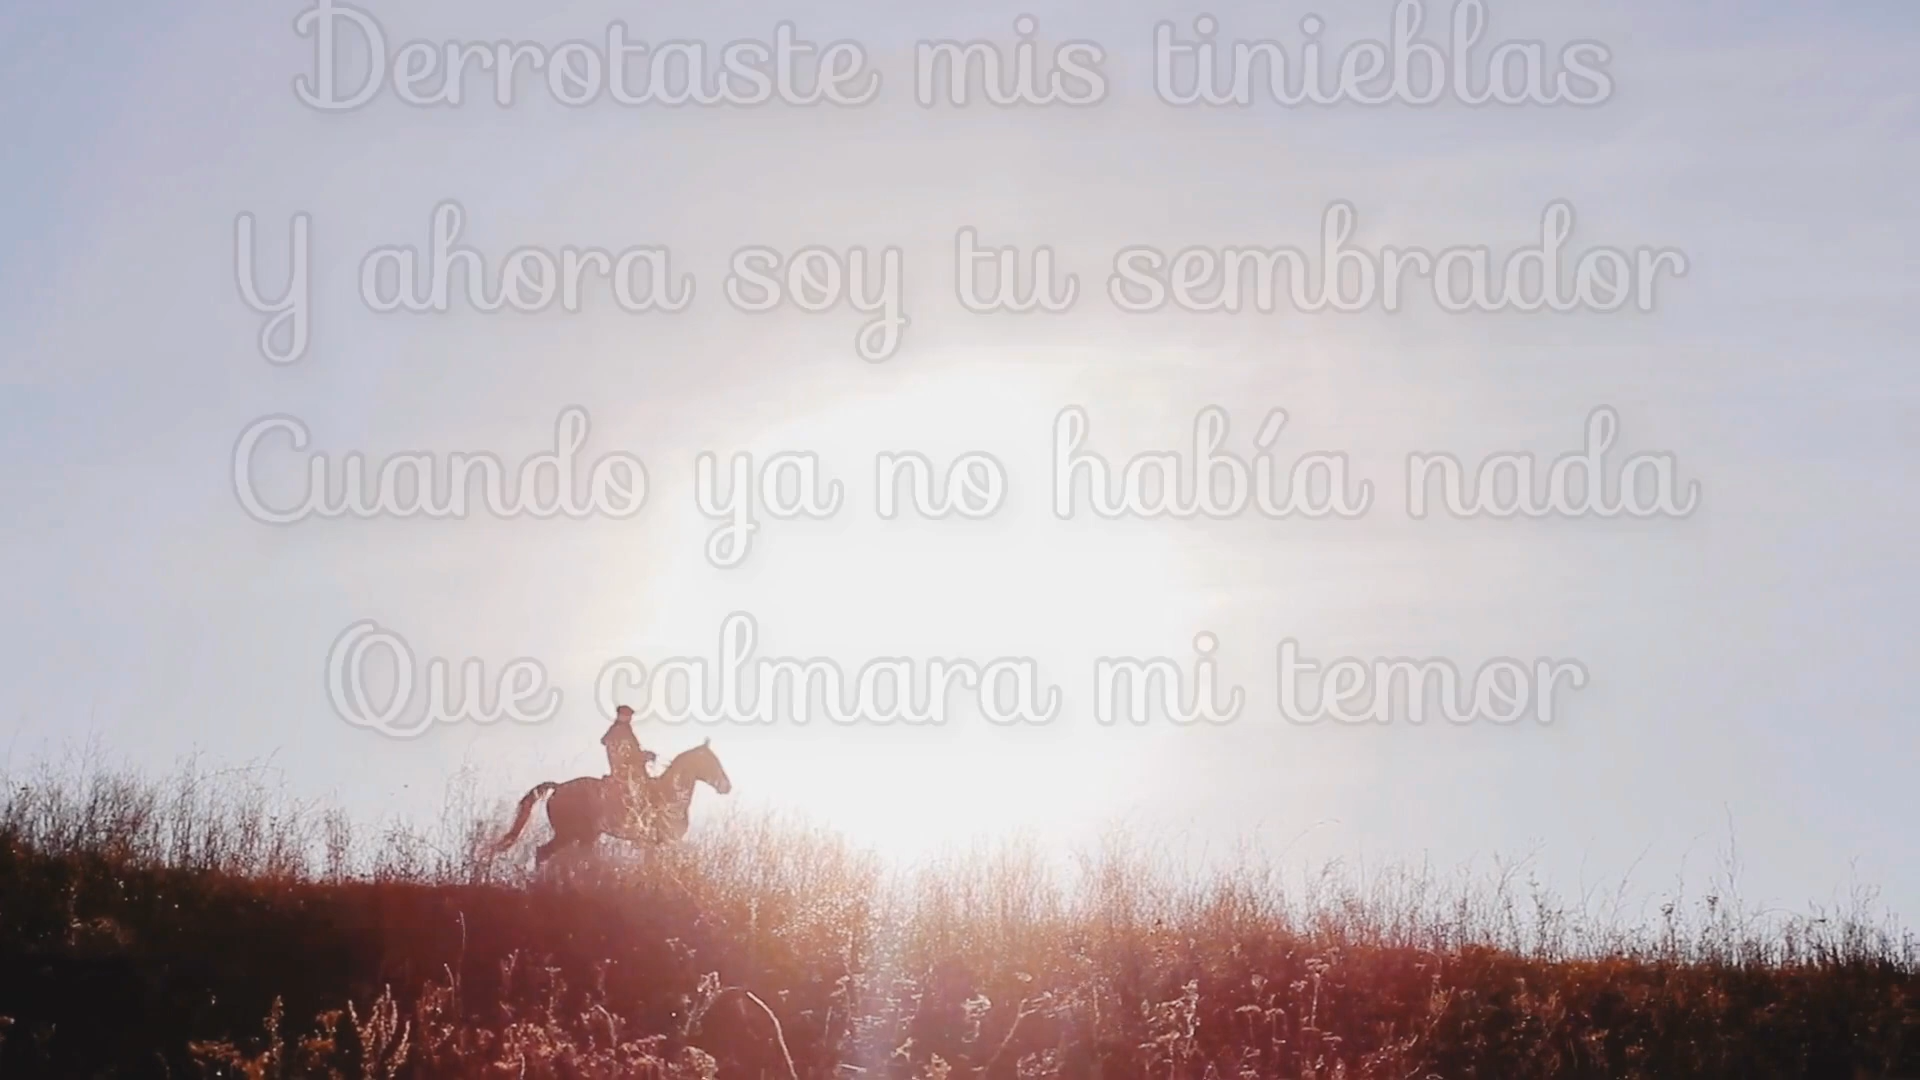 Derrotaste mis tinieblas
Y ahora soy tu sembrador
Cuando ya no había nada
Que calmara mi temor